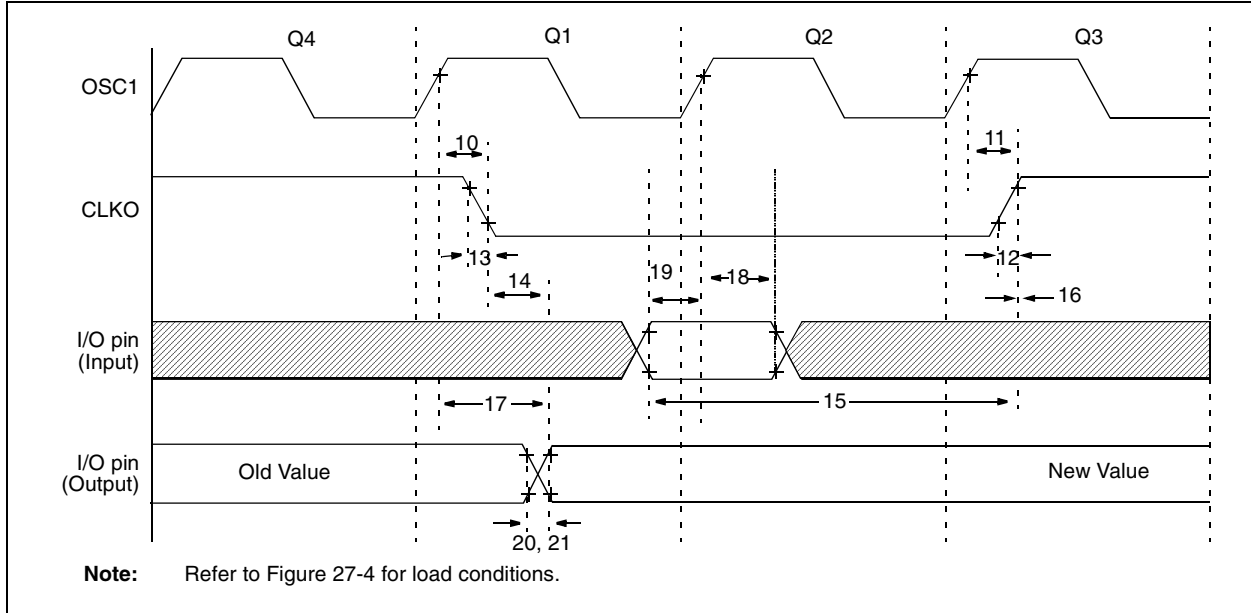 Q4 Q1 Q2 Q3
OSC1
10 11
CLKO
13 12
19 18
14 16
I/O pin
(Input)
17 15
I/O pin
(Output)
Old Value New Value
20, 21
Note: Refer to Figure 27-4 for load conditions.